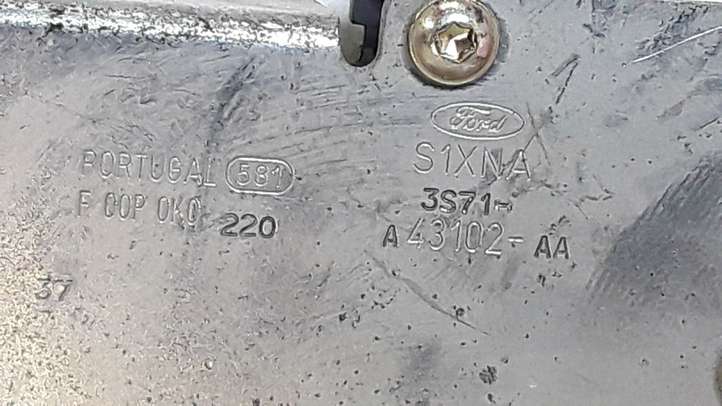 Ford
PORTUGAL 581
S1XNA
F 00P 0K0 220
3S71-
A 43102- AA
37